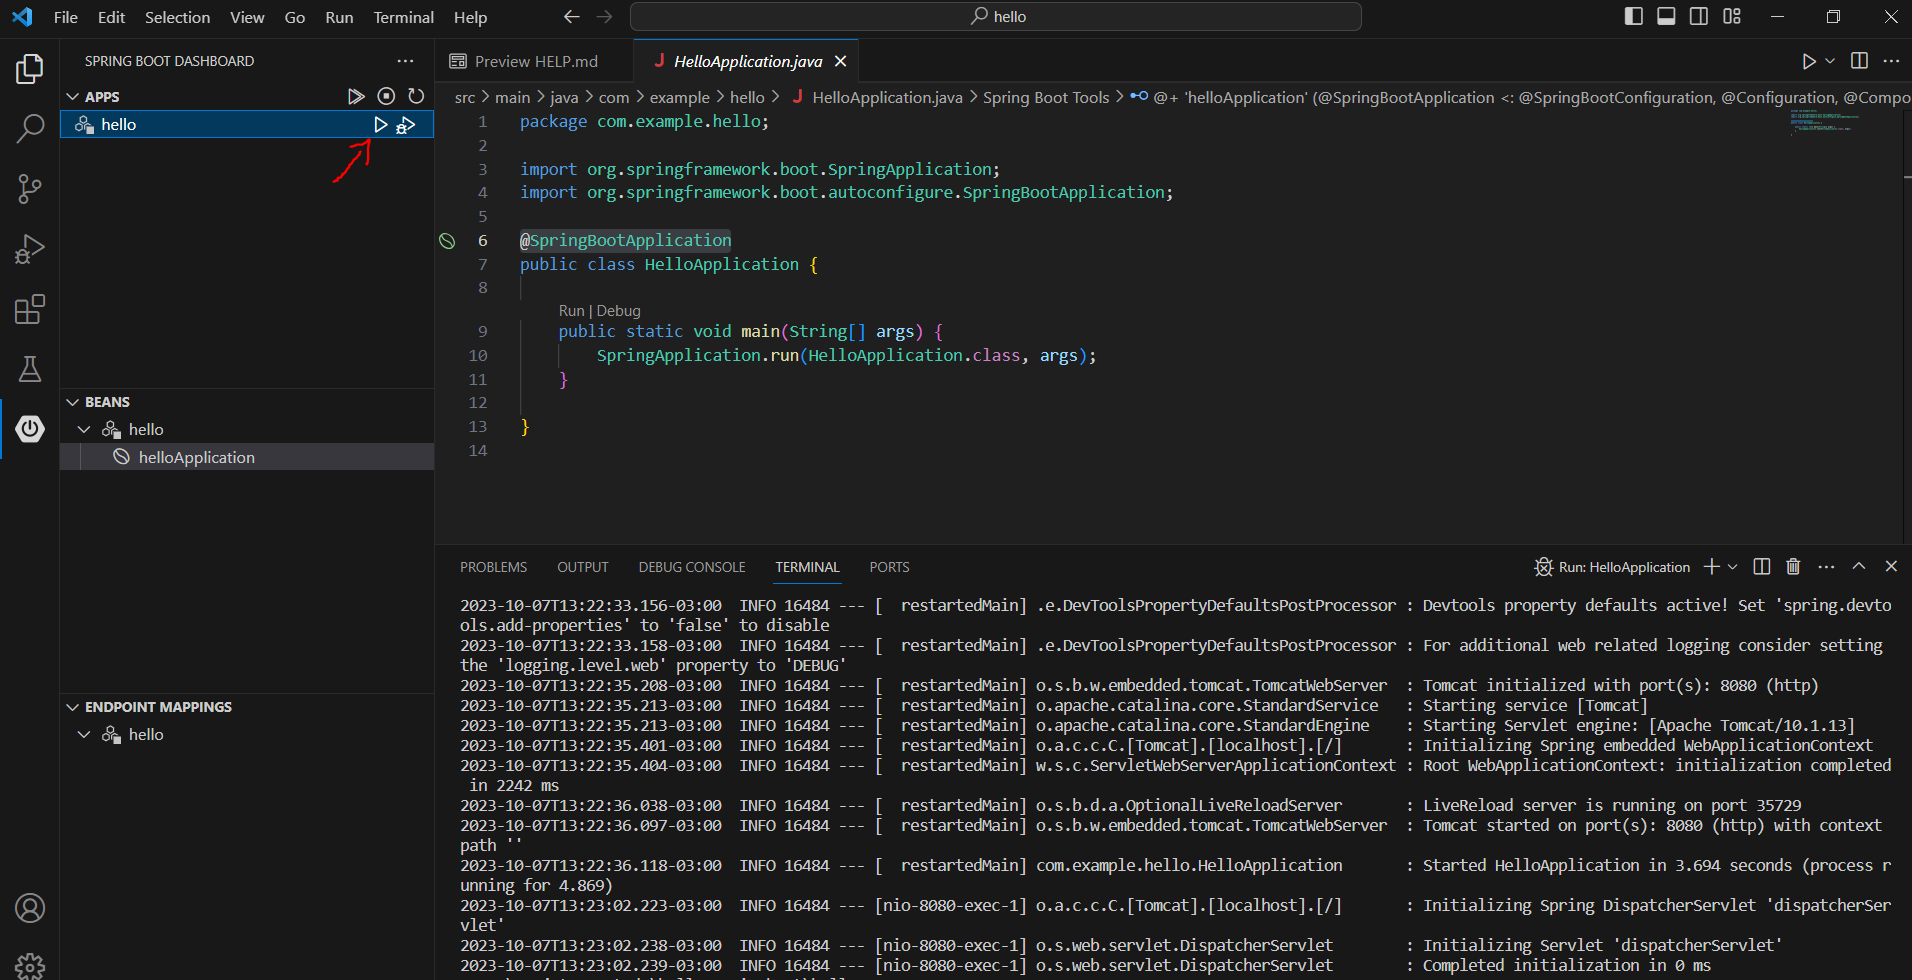 File Edit Selection View Go Run Terminal Help
hello
SPRING BOOT DASHBOARD
APPS
hello
BEANS
hello
helloApplication
ENDPOINT MAPPINGS
hello
Preview HELP.md
HelloApplication.java
src > main > java > com > example > hello > HelloApplication.java > Spring Boot Tools > @+ 'helloApplication' (@SpringBootApplication <: @SpringBootConfiguration, @Configuration, @Compo
1 package com.example.hello;
2
3 import org.springframework.boot.SpringApplication;
4 import org.springframework.boot.autoconfigure.SpringBootApplication;
5
6 @SpringBootApplication
7 public class HelloApplication {
8
Run | Debug
9 public static void main(String[] args) {
10 SpringApplication.run(HelloApplication.class, args);
11 }
12
13 }
14
PROBLEMS OUTPUT DEBUG CONSOLE TERMINAL PORTS
Run: HelloApplication
2023-10-07T13:22:33.156-03:00 INFO 16484 --- [ restartedMain] .e.DevToolsPropertyDefaultsPostProcessor : Devtools property defaults active! Set 'spring.devto
ols.add-properties' to 'false' to disable
2023-10-07T13:22:33.158-03:00 INFO 16484 --- [ restartedMain] .e.DevToolsPropertyDefaultsPostProcessor : For additional web related logging consider setting
the 'logging.level.web' property to 'DEBUG'
2023-10-07T13:22:35.208-03:00 INFO 16484 --- [ restartedMain] o.s.b.w.embedded.tomcat.TomcatWebServer : Tomcat initialized with port(s): 8080 (http)
2023-10-07T13:22:35.213-03:00 INFO 16484 --- [ restartedMain] o.apache.catalina.core.StandardService : Starting service [Tomcat]
2023-10-07T13:22:35.213-03:00 INFO 16484 --- [ restartedMain] o.apache.catalina.core.StandardEngine : Starting Servlet engine: [Apache Tomcat/10.1.13]
2023-10-07T13:22:35.401-03:00 INFO 16484 --- [ restartedMain] o.a.c.c.C.[Tomcat].[localhost].[/] : Initializing Spring embedded WebApplicationContext
2023-10-07T13:22:35.404-03:00 INFO 16484 --- [ restartedMain] w.s.c.ServletWebServerApplicationContext : Root WebApplicationContext: initialization completed
in 2242 ms
2023-10-07T13:22:36.038-03:00 INFO 16484 --- [ restartedMain] o.s.b.d.a.OptionalLiveReloadServer : LiveReload server is running on port 35729
2023-10-07T13:22:36.097-03:00 INFO 16484 --- [ restartedMain] o.s.b.w.embedded.tomcat.TomcatWebServer : Tomcat started on port(s): 8080 (http) with context
path ''
2023-10-07T13:22:36.118-03:00 INFO 16484 --- [ restartedMain] com.example.hello.HelloApplication : Started HelloApplication in 3.694 seconds (process r
unning for 4.869)
2023-10-07T13:23:02.223-03:00 INFO 16484 --- [nio-8080-exec-1] o.a.c.c.C.[Tomcat].[localhost].[/] : Initializing Spring DispatcherServlet 'dispatcherSer
vlet'
2023-10-07T13:23:02.238-03:00 INFO 16484 --- [nio-8080-exec-1] o.s.web.servlet.DispatcherServlet : Initializing Servlet 'dispatcherServlet'
2023-10-07T13:23:02.239-03:00 INFO 16484 --- [nio-8080-exec-1] o.s.web.servlet.DispatcherServlet : Completed initialization in 0 ms